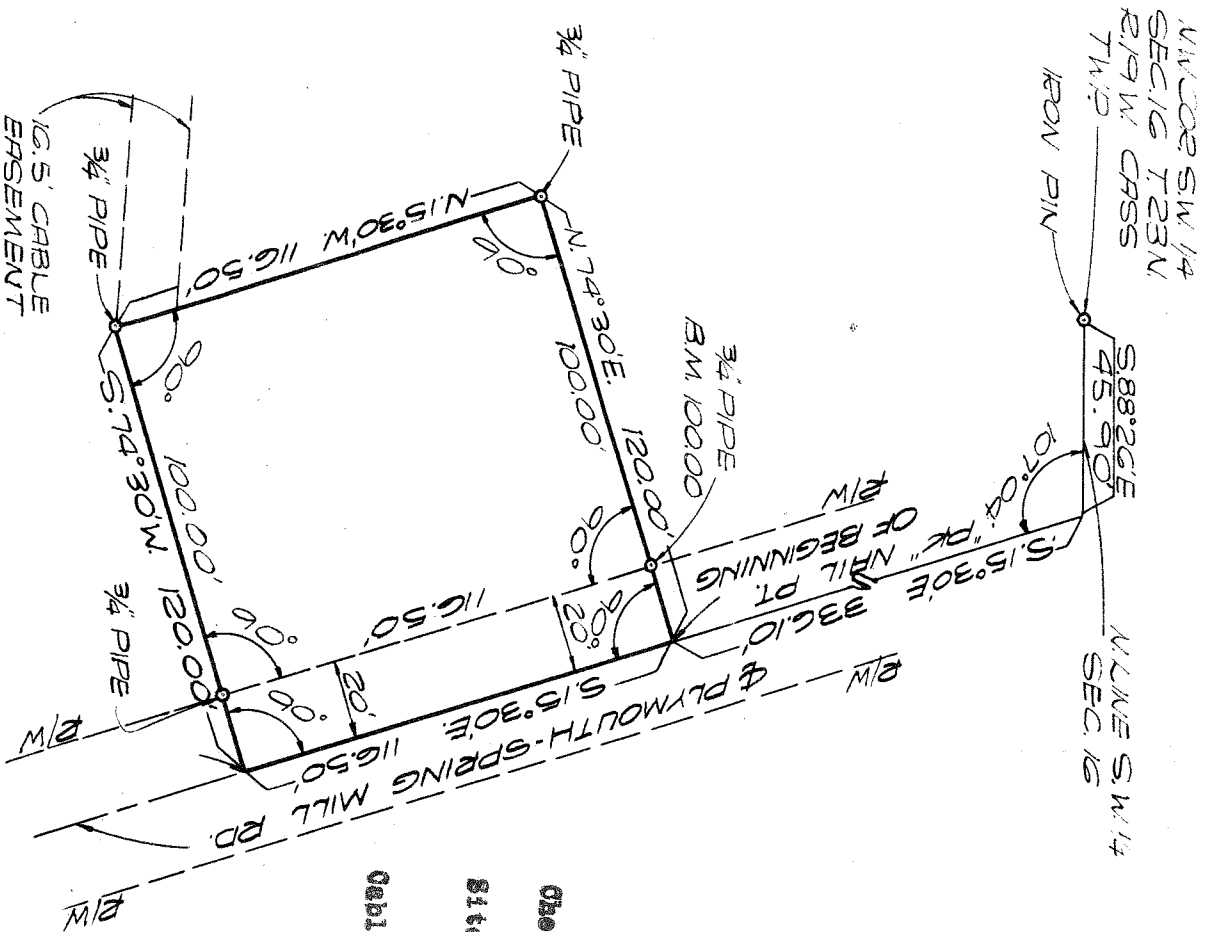 N.W. COR. S.W. 1/4
SEC. 16 T.23N.
R.19W. CASS
TWP.
IRON PIN
S.88°26'E
45.90'
107°04'
N. LINE S.W. 1/4
SEC. 16
S.15°30'E
336.10'
"PK" NAIL PT.
OF BEGINNING
R/W
R/W
3/4" PIPE
B.M. 100.00
3/4" PIPE
N.74°30'E.
120.00'
100.00'
90°
90°
90°
20'
N.15°30'W. 116.50'
116.50'
S.15°30'E.
116.50'
℄ PLYMOUTH-SPRING MILL RD.
20'
90°
90°
90°
S.74°30'W.
120.00'
100.00'
3/4" PIPE
3/4" PIPE
16.5' CABLE
EASEMENT
R/W
R/W